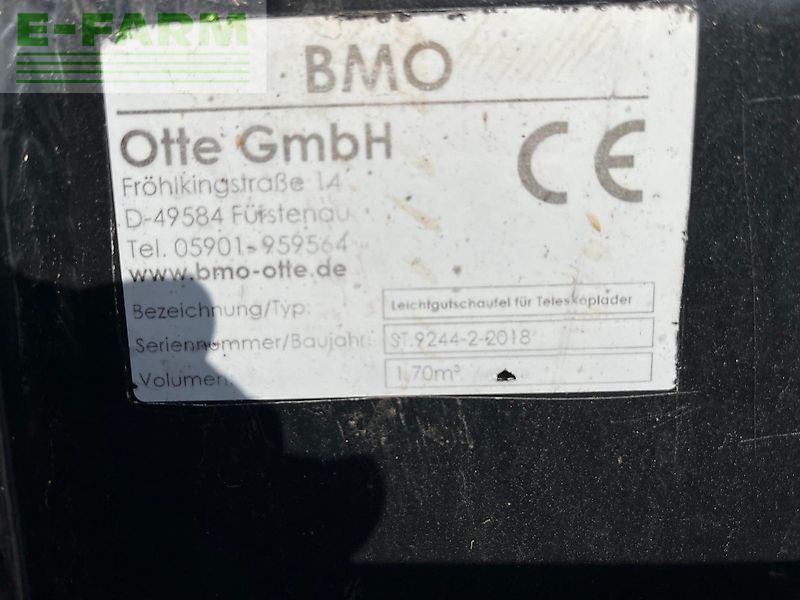 E-FARM
BMO
Otte GmbH
Fröhlkingstraße 14
D-49584 Fürstenau
Tel. 05901-959564
www.bmo-otte.de
CE
Bezeichnung/Typ: Leichtgutschaufel für Teleskoplader
Seriennummer/Baujahr: ST.9244-2-2018
Volumen: 1,70m³